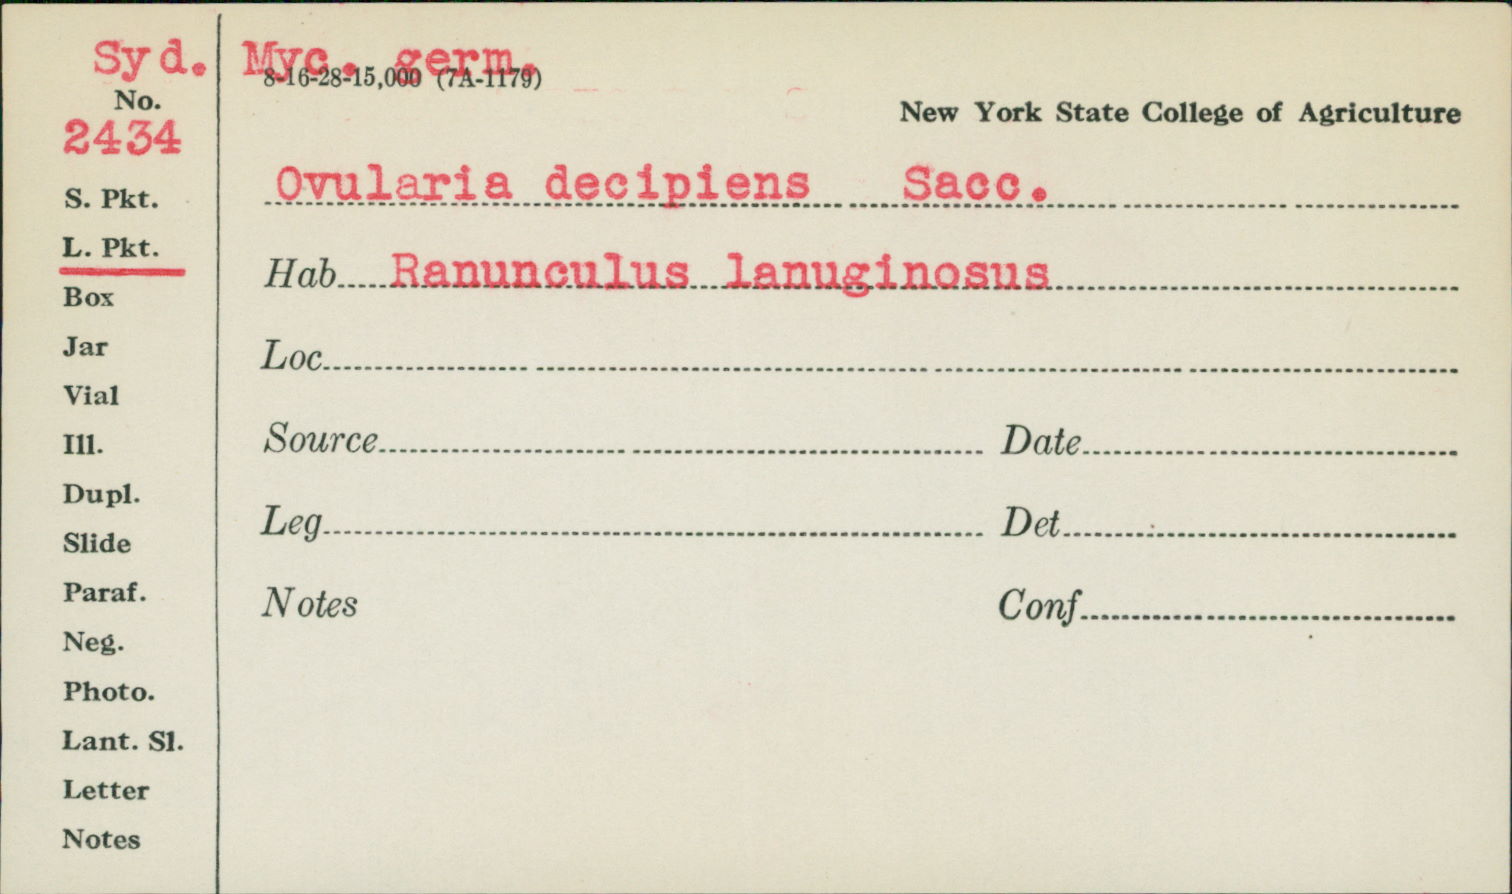 Syd. Myc. germ.
8-16-28-15,000 (7A-1179)
No.
2434
New York State College of Agriculture
S. Pkt.
Ovularia decipiens Sacc.
L. Pkt.
Hab Ranunculus lanuginosus
Box
Jar
Loc
Vial
Ill.
Source Date
Dupl.
Slide
Leg Det
Paraf.
Notes Conf
Neg.
Photo.
Lant. Sl.
Letter
Notes